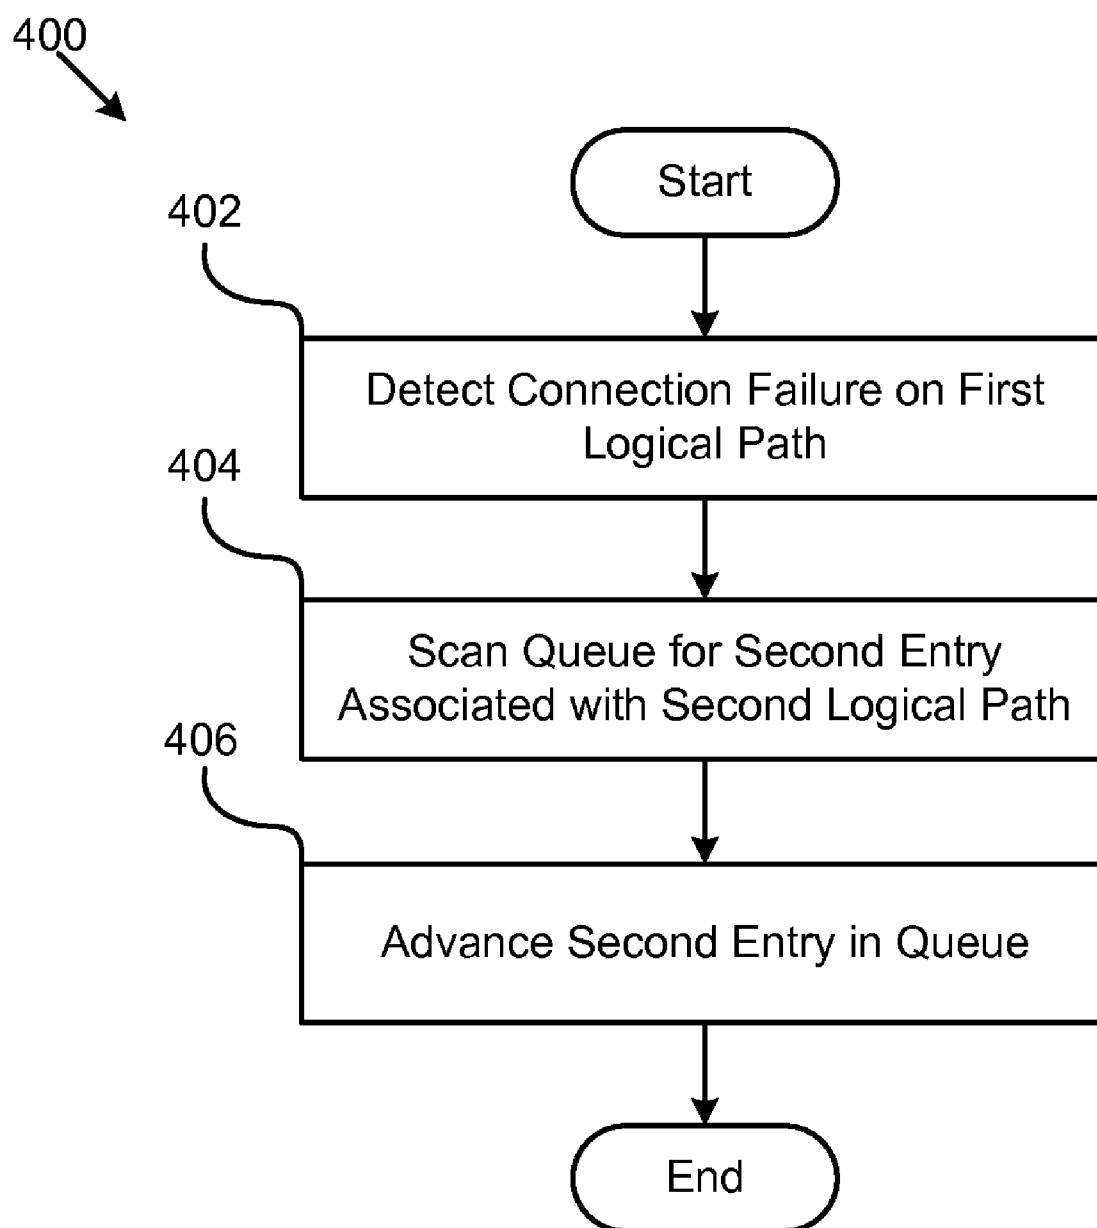 400
Start
402
Detect Connection Failure on First
Logical Path
404
Scan Queue for Second Entry
Associated with Second Logical Path
406
Advance Second Entry in Queue
End